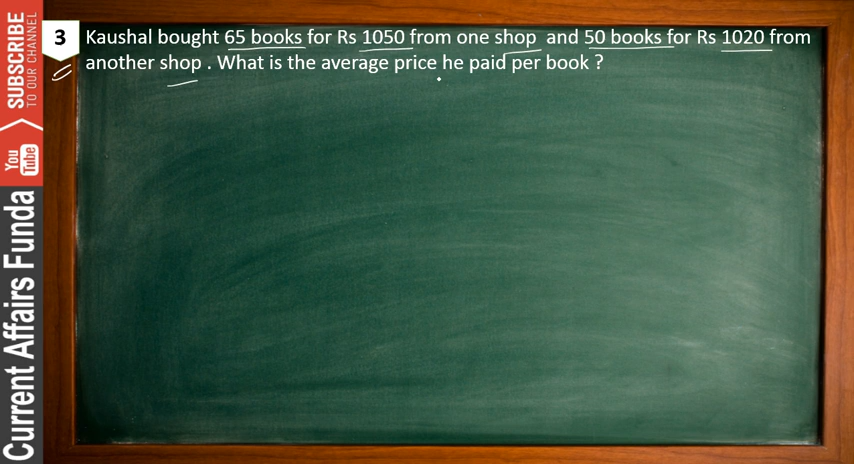 SUBSCRIBE
TO OUR CHANNEL
You
Tube
Current Affairs Funda
3
Kaushal bought 65 books for Rs 1050 from one shop and 50 books for Rs 1020 from
another shop . What is the average price he paid per book ?